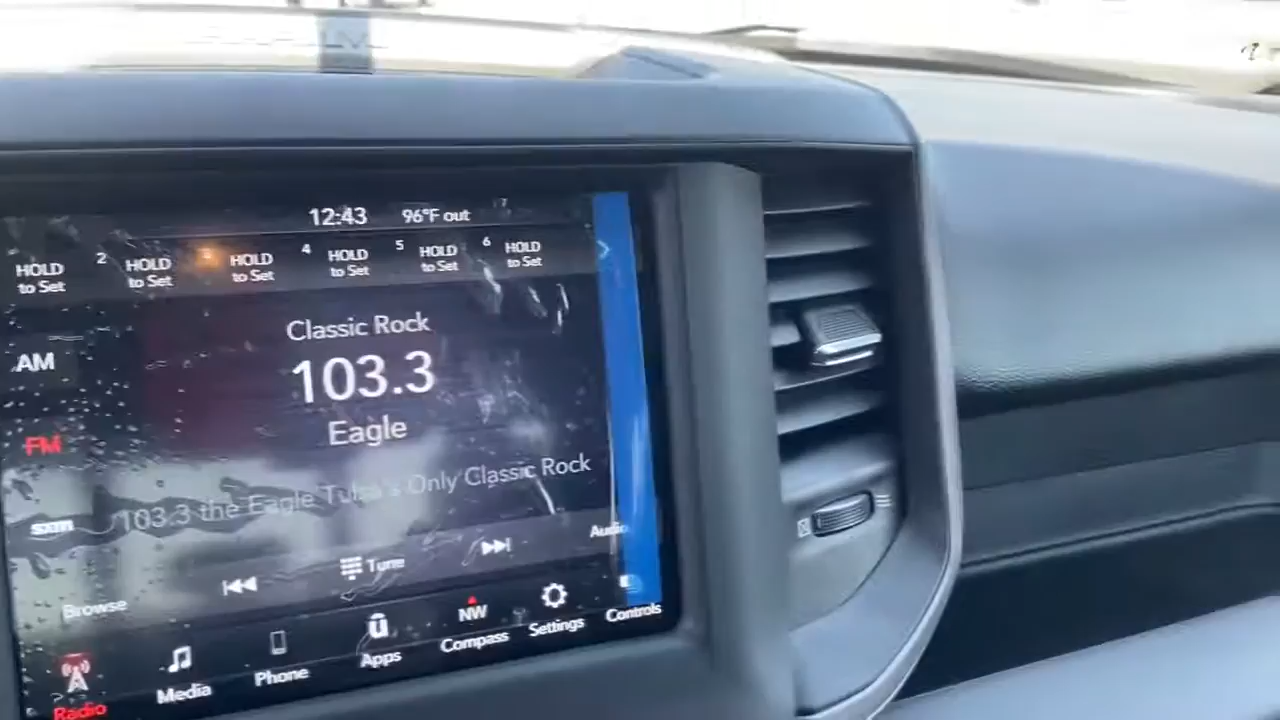 12:43 96°F out
HOLD to Set
2 HOLD to Set
3 HOLD to Set
4 HOLD to Set
5 HOLD to Set
6 HOLD to Set
Classic Rock
AM
103.3
Eagle
FM
103.3 the Eagle Tulsa's Only Classic Rock
sxm
Audio
Tune
Browse
Radio
Media
Phone
Apps
NW
Compass
Settings
Controls